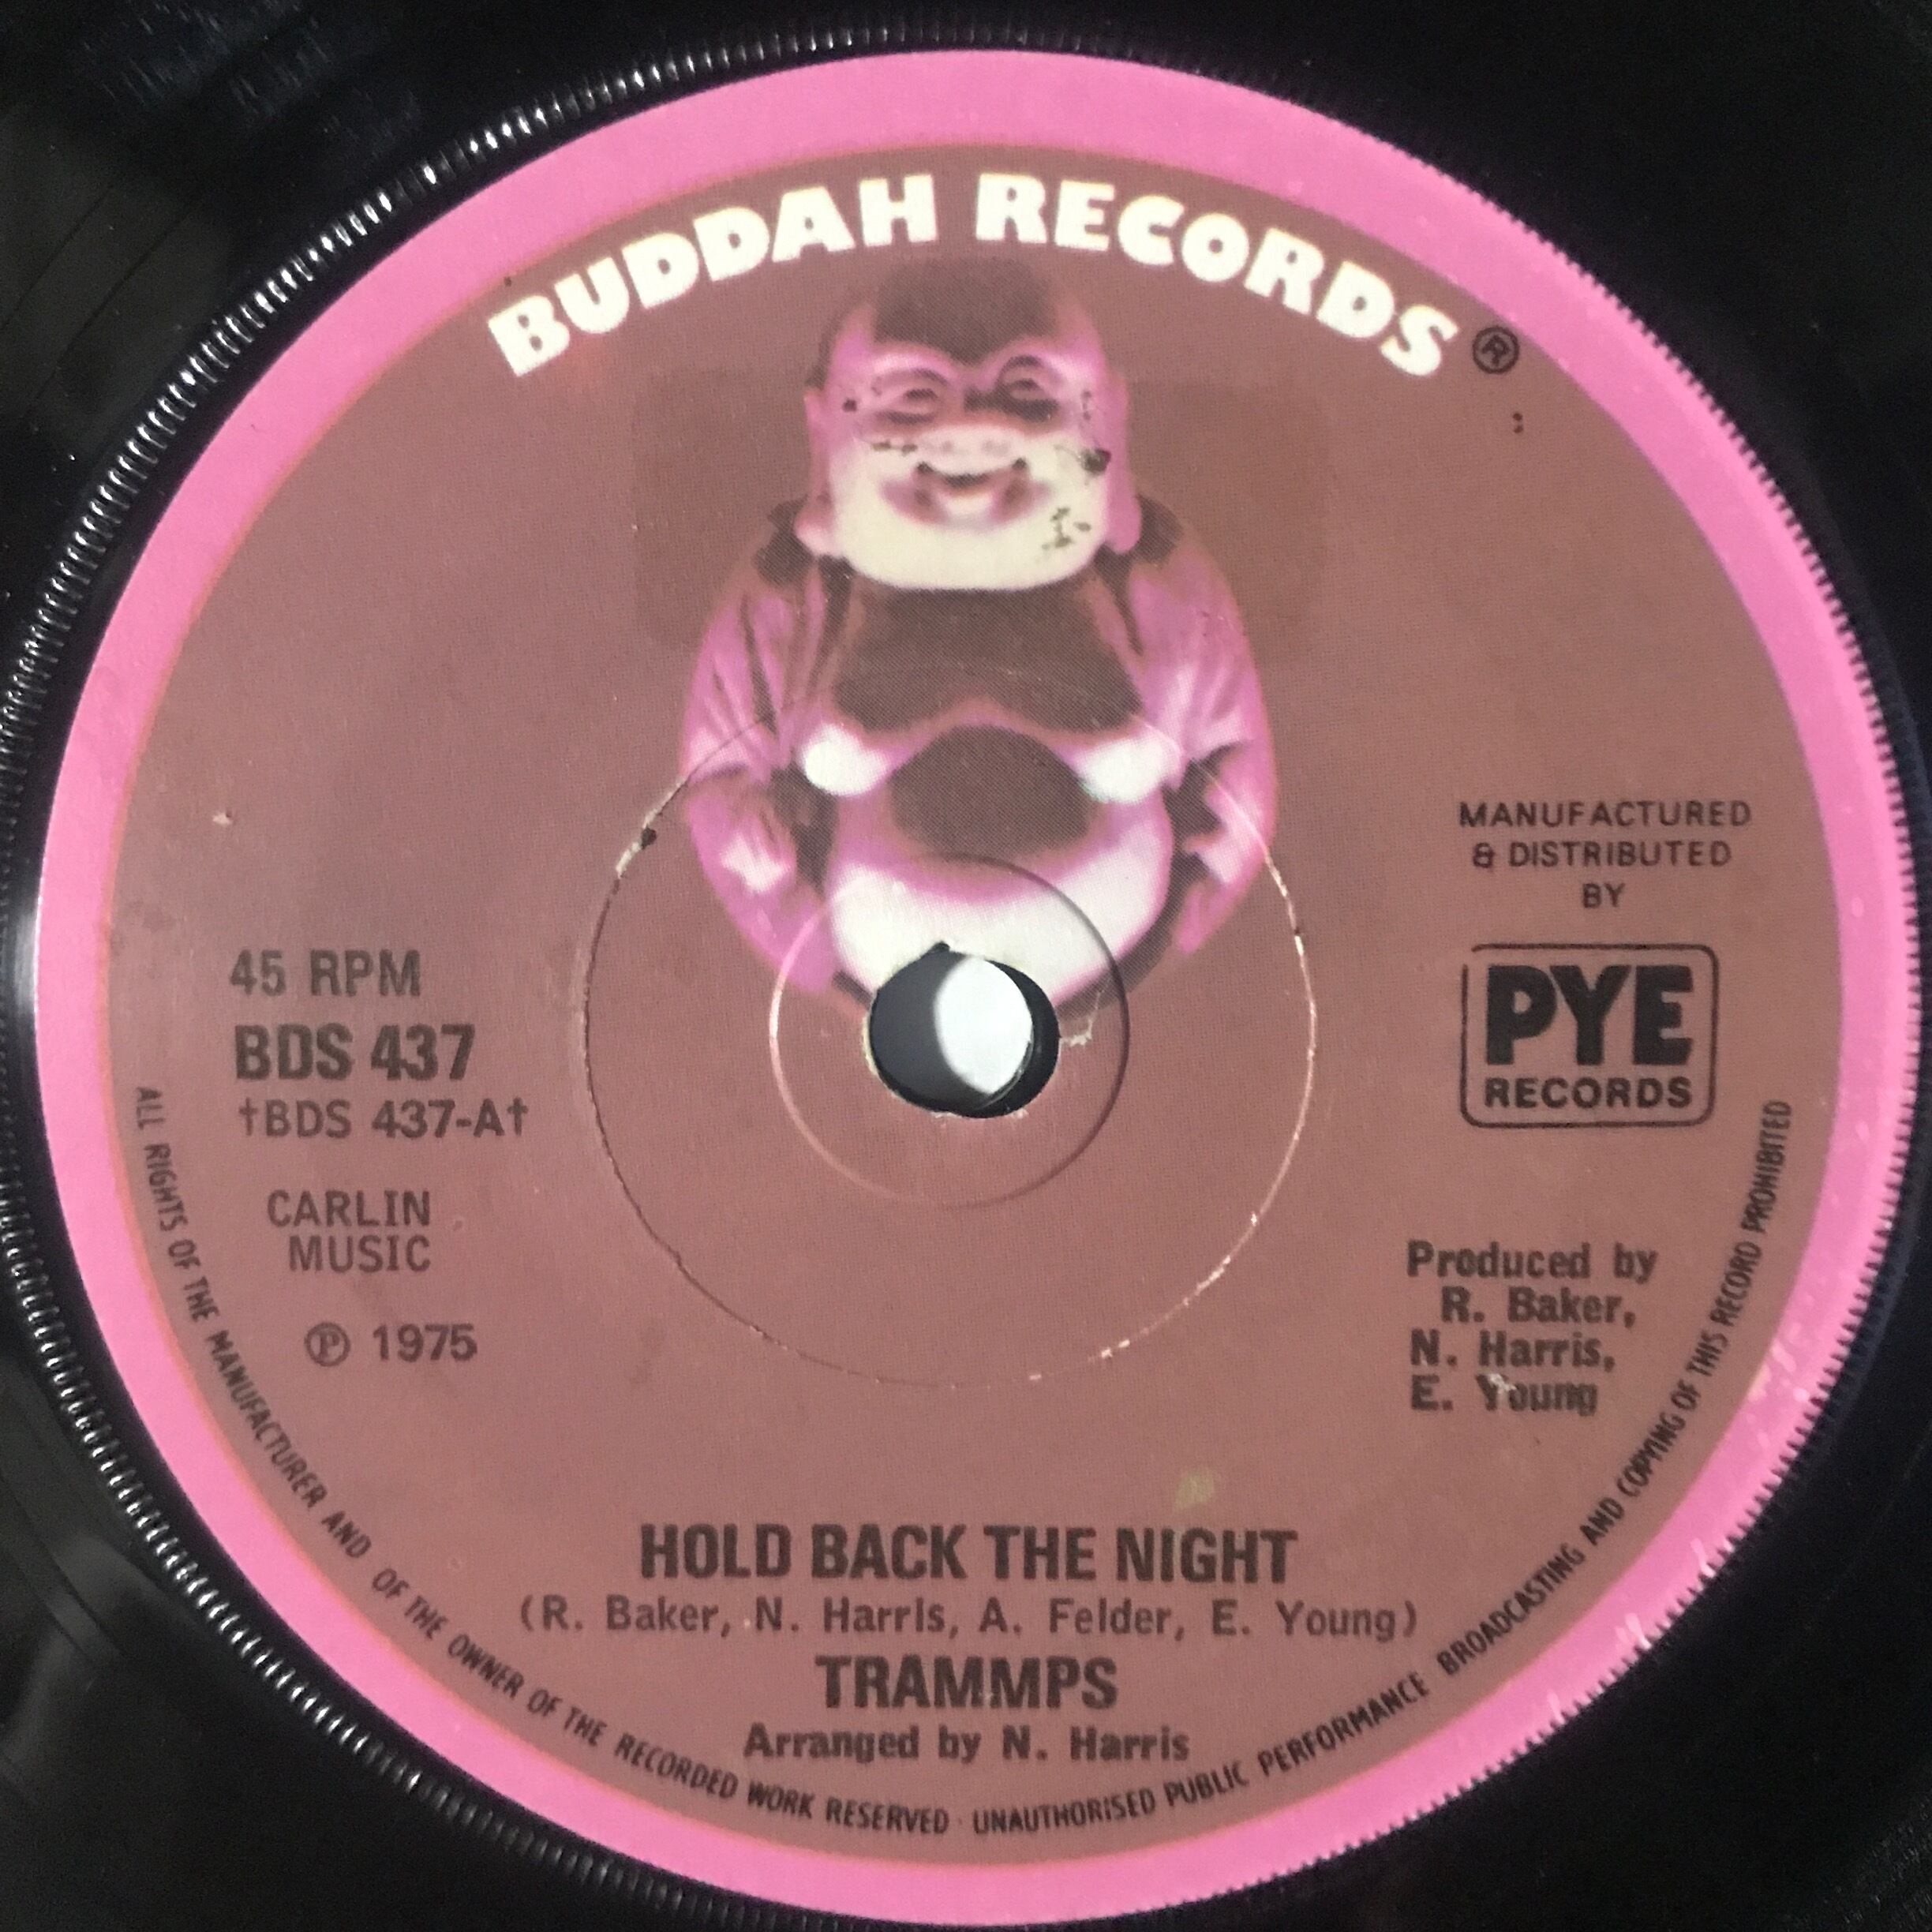 BUDDAH RECORDS ®
MANUFACTURED
& DISTRIBUTED
BY
PYE
RECORDS
45 RPM
BDS 437
†BDS 437-A†
CARLIN
MUSIC
℗ 1975
Produced by
R. Baker,
N. Harris,
E. Young
HOLD BACK THE NIGHT
(R. Baker, N. Harris, A. Felder, E. Young)
TRAMMPS
Arranged by N. Harris
ALL RIGHTS OF THE MANUFACTURER AND OF THE OWNER OF THE RECORDED WORK RESERVED · UNAUTHORISED PUBLIC PERFORMANCE BROADCASTING AND COPYING OF THIS RECORD PROHIBITED